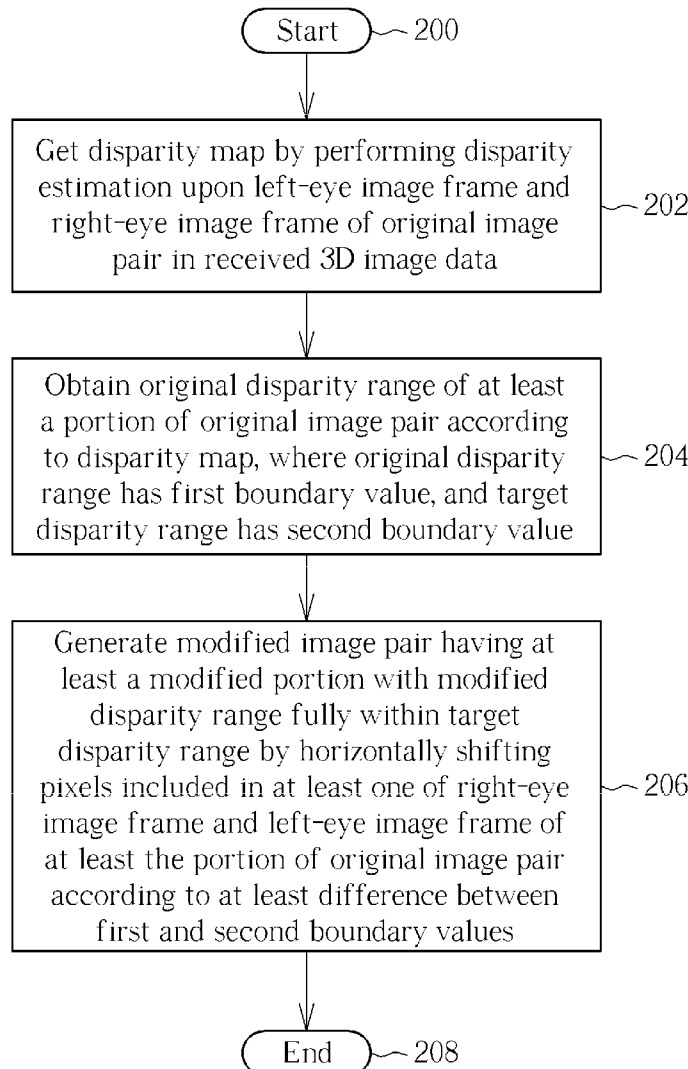 Start
200
Get disparity map by performing disparity
estimation upon left-eye image frame and
right-eye image frame of original image
pair in received 3D image data
202
Obtain original disparity range of at least
a portion of original image pair according
to disparity map, where original disparity
range has first boundary value, and target
disparity range has second boundary value
204
Generate modified image pair having at
least a modified portion with modified
disparity range fully within target
disparity range by horizontally shifting
pixels included in at least one of right-eye
image frame and left-eye image frame of
at least the portion of original image pair
according to at least difference between
first and second boundary values
206
End
208